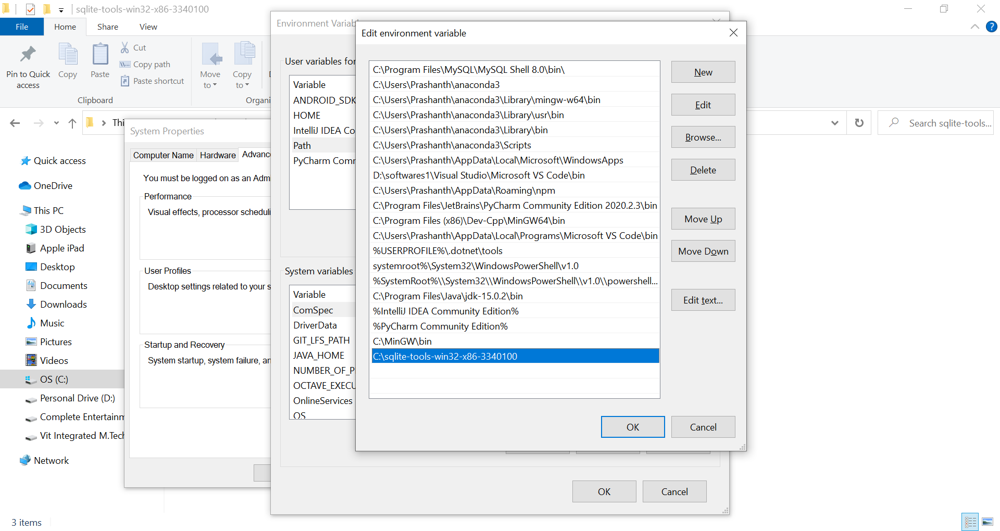 sqlite-tools-win32-x86-3340100
File
Home
Share
View
Pin to Quick access
Copy
Paste
Cut
Copy path
Paste shortcut
Clipboard
Move to
Copy to
Organi
Thi
Search sqlite-tools...
Quick access
OneDrive
This PC
3D Objects
Apple iPad
Desktop
Documents
Downloads
Music
Pictures
Videos
OS (C:)
Personal Drive (D:)
Complete Entertainm
Vit Integrated M.Tech
Network
3 items
System Properties
Computer Name
Hardware
Advanc
You must be logged on as an Adm
Performance
Visual effects, processor scheduli
User Profiles
Desktop settings related to your s
Startup and Recovery
System startup, system failure, an
Environment Variab
User variables for
Variable
ANDROID_SDK
HOME
IntelliJ IDEA Co
Path
PyCharm Comm
System variables
Variable
ComSpec
DriverData
GIT_LFS_PATH
JAVA_HOME
NUMBER_OF_P
OCTAVE_EXECU
OnlineServices
OS
OK
Cancel
Edit environment variable
C:\Program Files\MySQL\MySQL Shell 8.0\bin\
C:\Users\Prashanth\anaconda3
C:\Users\Prashanth\anaconda3\Library\mingw-w64\bin
C:\Users\Prashanth\anaconda3\Library\usr\bin
C:\Users\Prashanth\anaconda3\Library\bin
C:\Users\Prashanth\anaconda3\Scripts
C:\Users\Prashanth\AppData\Local\Microsoft\WindowsApps
D:\softwares1\Visual Studio\Microsoft VS Code\bin
C:\Users\Prashanth\AppData\Roaming\npm
C:\Program Files\JetBrains\PyCharm Community Edition 2020.2.3\bin
C:\Program Files (x86)\Dev-Cpp\MinGW64\bin
C:\Users\Prashanth\AppData\Local\Programs\Microsoft VS Code\bin
%USERPROFILE%\.dotnet\tools
systemroot%\System32\WindowsPowerShell\v1.0
%SystemRoot%\\System32\\WindowsPowerShell\\v1.0\\powershell...
C:\Program Files\Java\jdk-15.0.2\bin
%IntelliJ IDEA Community Edition%
%PyCharm Community Edition%
C:\MinGW\bin
C:\sqlite-tools-win32-x86-3340100
New
Edit
Browse...
Delete
Move Up
Move Down
Edit text...
OK
Cancel